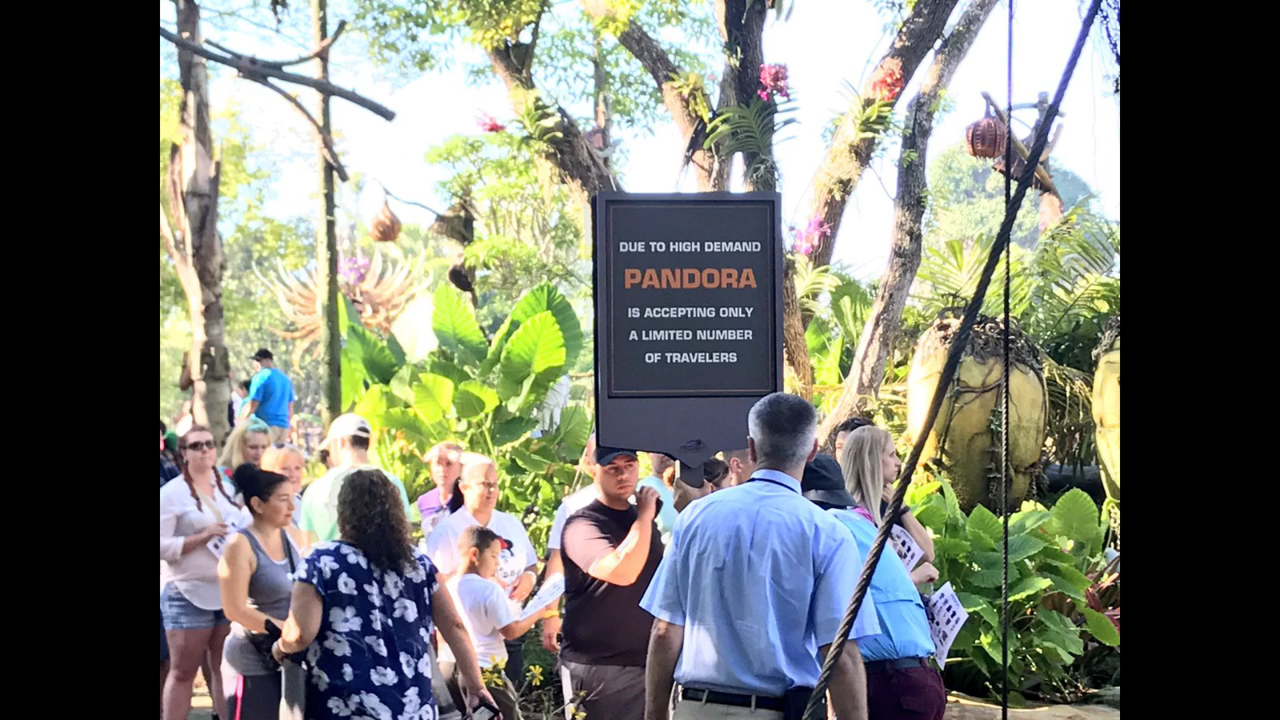 DUE TO HIGH DEMAND
PANDORA
IS ACCEPTING ONLY
A LIMITED NUMBER
OF TRAVELERS